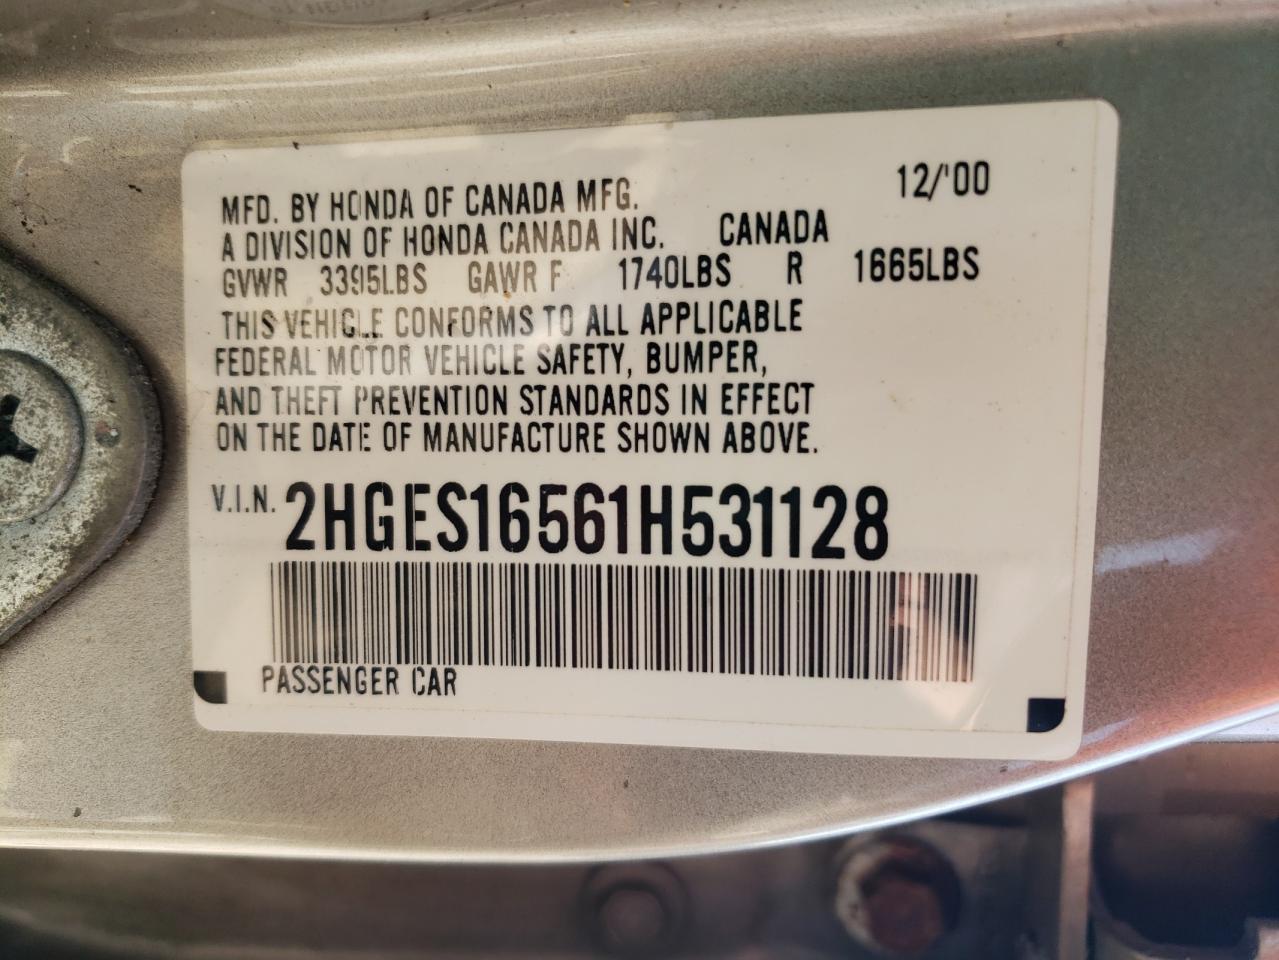 MFD. BY HONDA OF CANADA MFG. 12/'00
A DIVISION OF HONDA CANADA INC. CANADA
GVWR 3395LBS GAWR F 1740LBS R 1665LBS
THIS VEHICLE CONFORMS TO ALL APPLICABLE
FEDERAL MOTOR VEHICLE SAFETY, BUMPER,
AND THEFT PREVENTION STANDARDS IN EFFECT
ON THE DATE OF MANUFACTURE SHOWN ABOVE.
V.I.N. 2HGES16561H531128
PASSENGER CAR